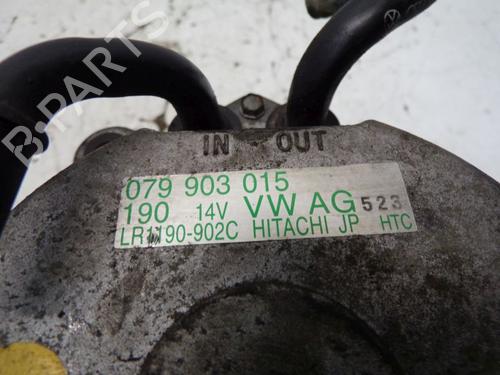 IN OUT
079 903 015
190 14V VW AG 523
LR1190-902C HITACHI JP HTC
B-PARTS